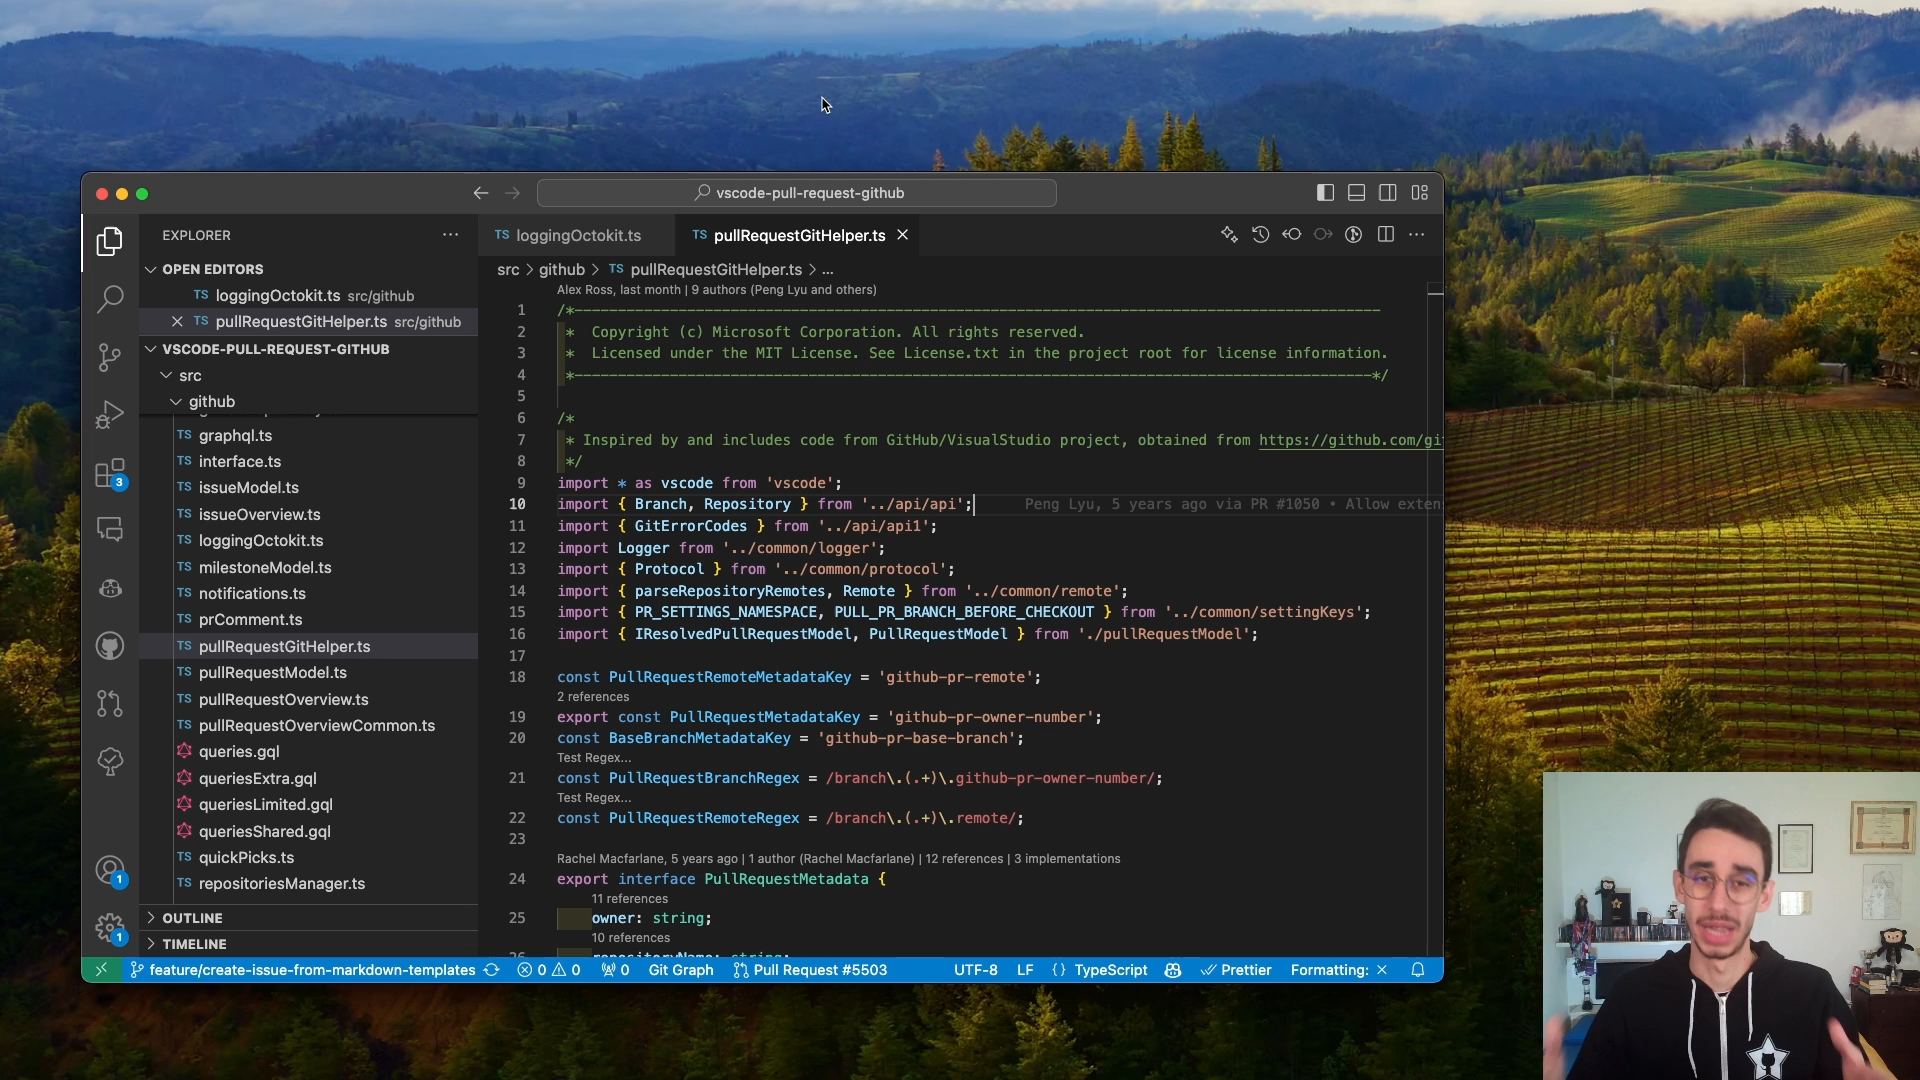 vscode-pull-request-github
EXPLORER
OPEN EDITORS
TS loggingOctokit.ts src/github
TS pullRequestGitHelper.ts src/github
VSCODE-PULL-REQUEST-GITHUB
src
github
TS graphql.ts
TS interface.ts
TS issueModel.ts
TS issueOverview.ts
TS loggingOctokit.ts
TS milestoneModel.ts
TS notifications.ts
TS prComment.ts
TS pullRequestGitHelper.ts
TS pullRequestModel.ts
TS pullRequestOverview.ts
TS pullRequestOverviewCommon.ts
queries.gql
queriesExtra.gql
queriesLimited.gql
queriesShared.gql
TS quickPicks.ts
TS repositoriesManager.ts
OUTLINE
TIMELINE
3
1
1
TS loggingOctokit.ts
TS pullRequestGitHelper.ts
src > github > TS pullRequestGitHelper.ts > ...
Alex Ross, last month | 9 authors (Peng Lyu and others)
1 /*---------------------------------------------------------------------------------------------
2 * Copyright (c) Microsoft Corporation. All rights reserved.
3 * Licensed under the MIT License. See License.txt in the project root for license information.
4 *--------------------------------------------------------------------------------------------*/
5
6 /*
7 * Inspired by and includes code from GitHub/VisualStudio project, obtained from https://github.com/gi
8 */
9 import * as vscode from 'vscode';
10 import { Branch, Repository } from '../api/api'; Peng Lyu, 5 years ago via PR #1050 • Allow exten
11 import { GitErrorCodes } from '../api/api1';
12 import Logger from '../common/logger';
13 import { Protocol } from '../common/protocol';
14 import { parseRepositoryRemotes, Remote } from '../common/remote';
15 import { PR_SETTINGS_NAMESPACE, PULL_PR_BRANCH_BEFORE_CHECKOUT } from '../common/settingKeys';
16 import { IResolvedPullRequestModel, PullRequestModel } from './pullRequestModel';
17
18 const PullRequestRemoteMetadataKey = 'github-pr-remote';
2 references
19 export const PullRequestMetadataKey = 'github-pr-owner-number';
20 const BaseBranchMetadataKey = 'github-pr-base-branch';
Test Regex...
21 const PullRequestBranchRegex = /branch\.(.+)\.github-pr-owner-number/;
Test Regex...
22 const PullRequestRemoteRegex = /branch\.(.+)\.remote/;
23
Rachel Macfarlane, 5 years ago | 1 author (Rachel Macfarlane) | 12 references | 3 implementations
24 export interface PullRequestMetadata {
11 references
25 owner: string;
10 references
26 repositoryName: string;
feature/create-issue-from-markdown-templates 0 0 0 Git Graph Pull Request #5503 UTF-8 LF {} TypeScript Prettier Formatting: ×